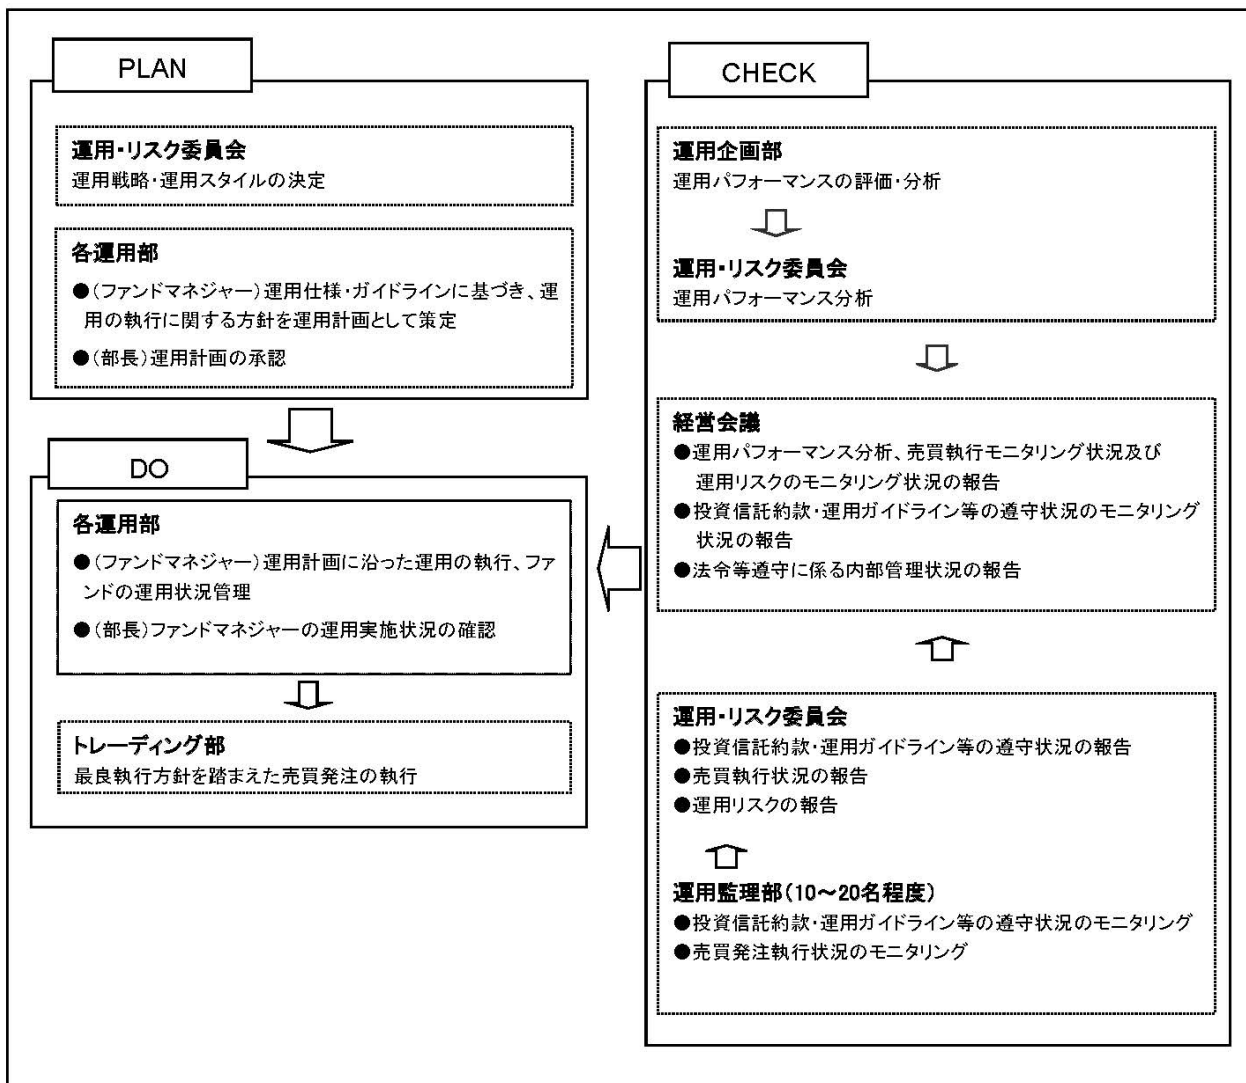 PLAN
運用・リスク委員会
運用戦略・運用スタイルの決定
各運用部
●(ファンドマネジャー)運用仕様・ガイドラインに基づき、運
用の執行に関する方針を運用計画として策定
●(部長)運用計画の承認
DO
各運用部
●(ファンドマネジャー)運用計画に沿った運用の執行、ファ
ンドの運用状況管理
●(部長)ファンドマネジャーの運用実施状況の確認
トレーディング部
最良執行方針を踏まえた売買発注の執行
CHECK
運用企画部
運用パフォーマンスの評価・分析
運用・リスク委員会
運用パフォーマンス分析
経営会議
●運用パフォーマンス分析、売買執行モニタリング状況及び
運用リスクのモニタリング状況の報告
●投資信託約款・運用ガイドライン等の遵守状況のモニタリング
状況の報告
●法令等遵守に係る内部管理状況の報告
運用・リスク委員会
●投資信託約款・運用ガイドライン等の遵守状況の報告
●売買執行状況の報告
●運用リスクの報告
運用監理部(10～20名程度)
●投資信託約款・運用ガイドライン等の遵守状況のモニタリング
●売買発注執行状況のモニタリング